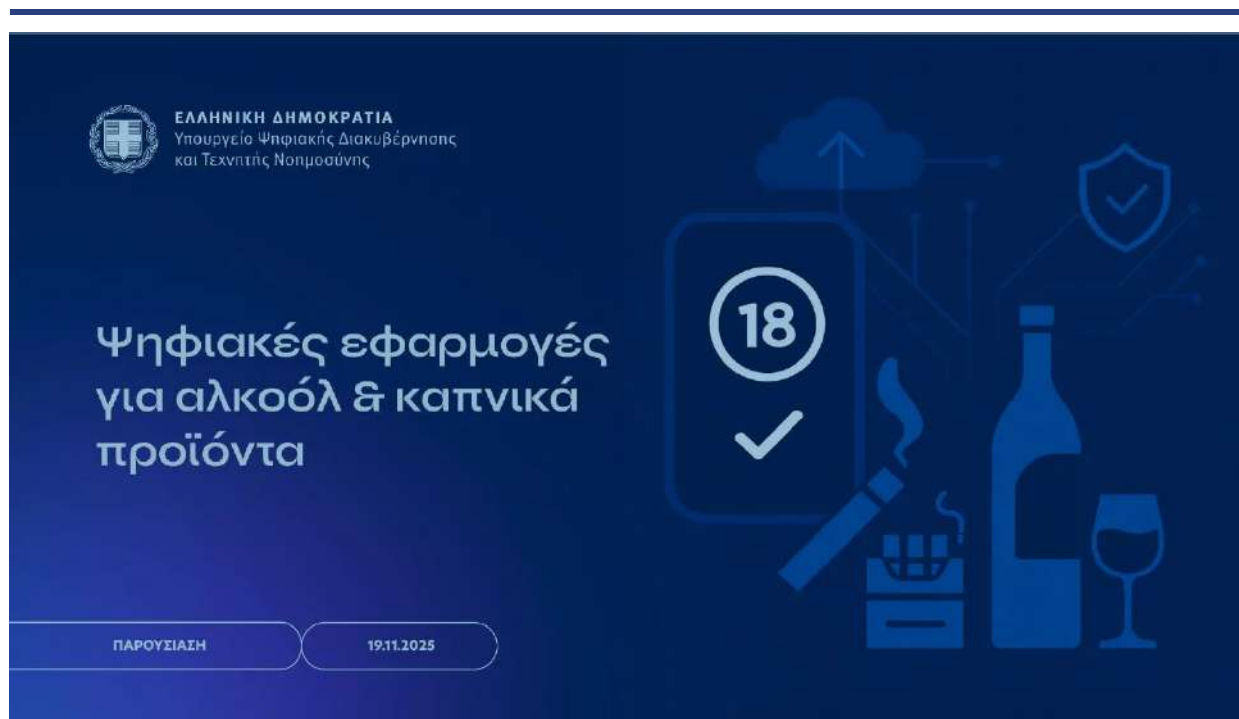 ΕΛΛΗΝΙΚΗ ΔΗΜΟΚΡΑΤΙΑ
Υπουργείο Ψηφιακής Διακυβέρνησης
και Τεχνητής Νοημοσύνης
Ψηφιακές εφαρμογές
για αλκοόλ & καπνικά
προϊόντα
18
ΠΑΡΟΥΣΙΑΣΗ
19.11.2025